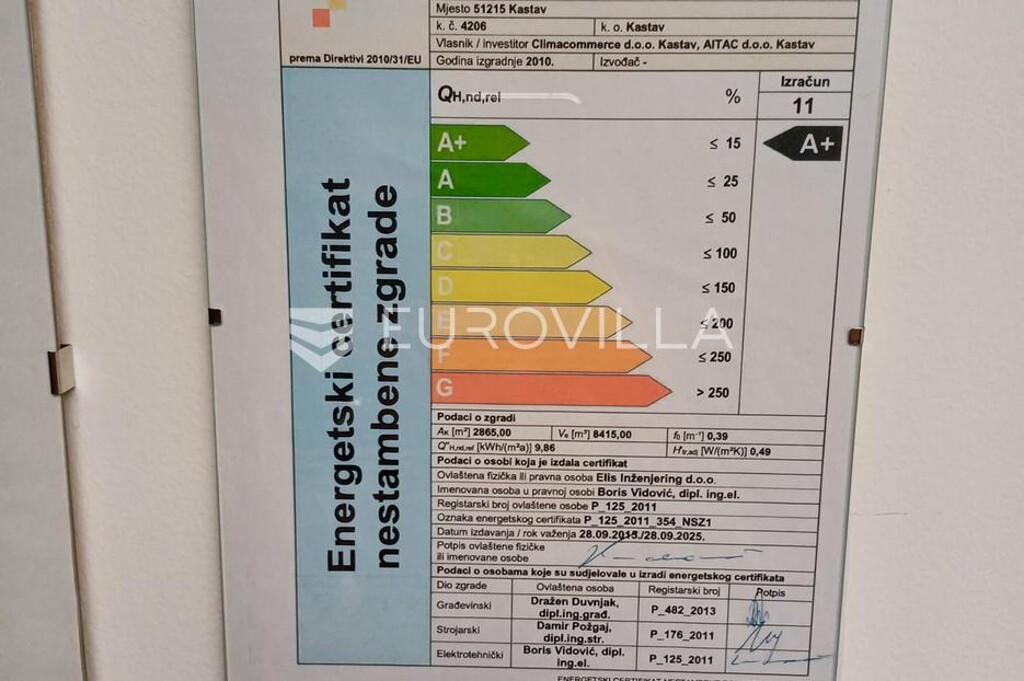 Mjesto 51215 Kastav
k. č. 4206 k. o. Kastav
Vlasnik / investitor Climacommerce d.o.o. Kastav, AITAC d.o.o. Kastav
prema Direktivi 2010/31/EU Godina izgradnje 2010. Izvođač -
Energetski certifikat
nestambene zgrade
QH,nd,rel % Izračun
11
A+ ≤ 15 A+
A ≤ 25
B ≤ 50
C ≤ 100
D ≤ 150
E ≤ 200
F ≤ 250
G > 250
EUROVILLA
Podaci o zgradi
AK [m²] 2865,00 Ve [m³] 8415,00 f0 [m⁻¹] 0,39
Q''H,nd,ref [kWh/(m²a)] 9,86 H'tr,adj [W/(m²K)] 0,49
Podaci o osobi koja je izdala certifikat
Ovlaštena fizička ili pravna osoba Elis Inženjering d.o.o.
Imenovana osoba u pravnoj osobi Boris Vidović, dipl. ing.el.
Registarski broj ovlaštene osobe P_125_2011
Oznaka energetskog certifikata P_125_2011_354_NSZ1
Datum izdavanja / rok važenja 28.09.2015./28.09.2025.
Potpis ovlaštene fizičke
ili imenovane osobe
Podaci o osobama koje su sudjelovale u izradi energetskog certifikata
Dio zgrade Ovlaštena osoba Registarski broj Potpis
Građevinski Dražen Duvnjak, dipl.ing.građ. P_482_2013
Strojarski Damir Požgaj, dipl.ing.str. P_176_2011
Elektrotehnički Boris Vidović, dipl. ing.el. P_125_2011